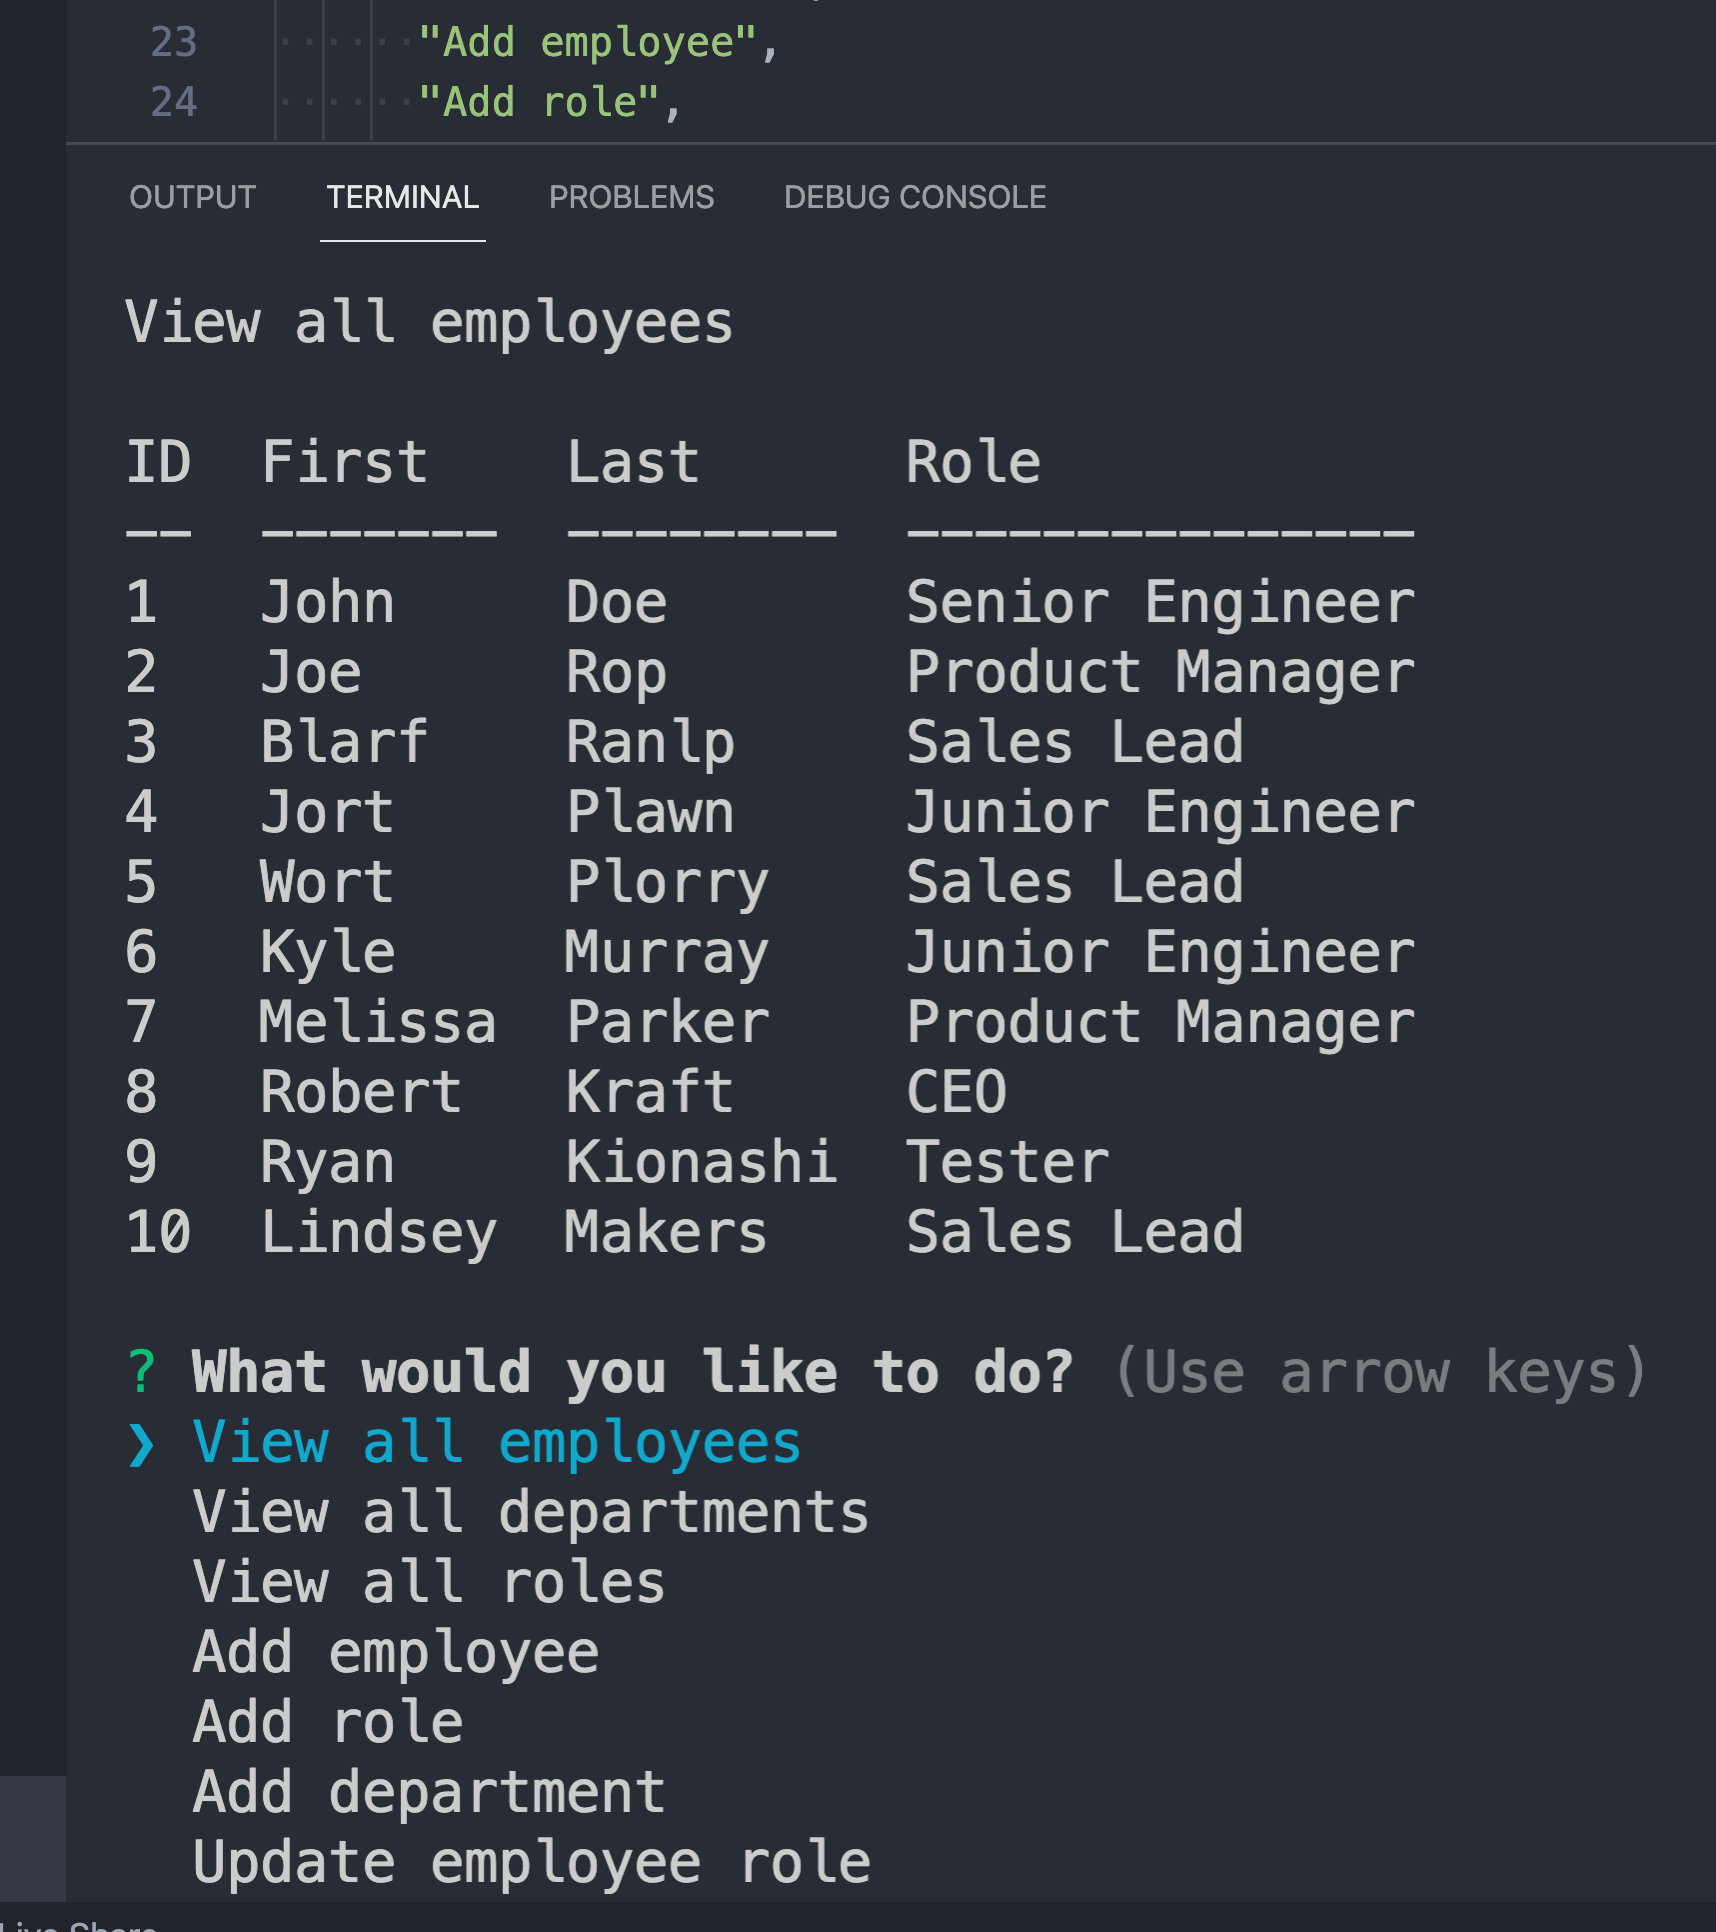 23 "Add employee",
24 "Add role",
OUTPUT TERMINAL PROBLEMS DEBUG CONSOLE
View all employees
ID First Last Role
-- ------- -------- ---------------
1 John Doe Senior Engineer
2 Joe Rop Product Manager
3 Blarf Ranlp Sales Lead
4 Jort Plawn Junior Engineer
5 Wort Plorry Sales Lead
6 Kyle Murray Junior Engineer
7 Melissa Parker Product Manager
8 Robert Kraft CEO
9 Ryan Kionashi Tester
10 Lindsey Makers Sales Lead
? What would you like to do? (Use arrow keys)
❯ View all employees
View all departments
View all roles
Add employee
Add role
Add department
Update employee role
Live Share